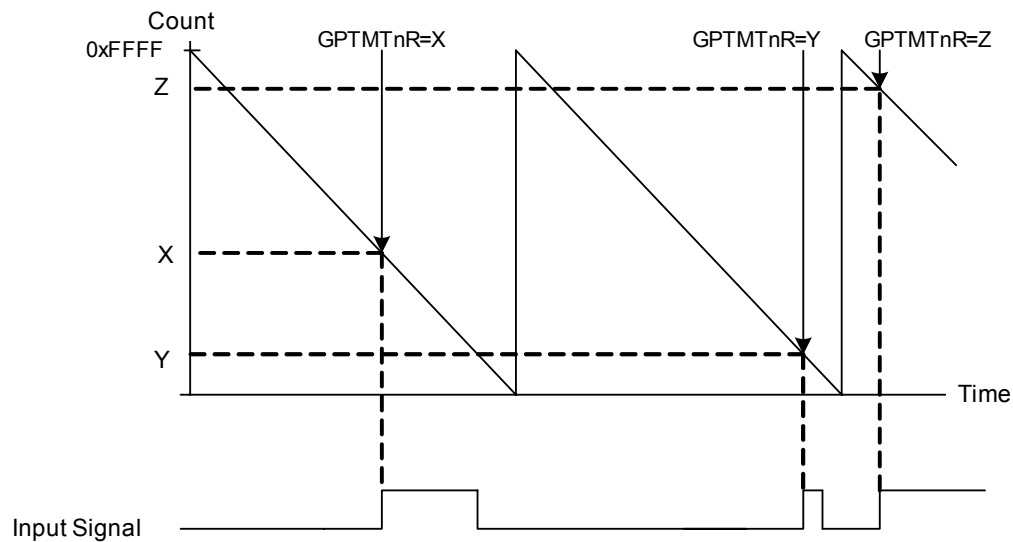 Count
0xFFFF
GPTMTnR=X
GPTMTnR=Y
GPTMTnR=Z
Z
X
Y
Time
Input Signal